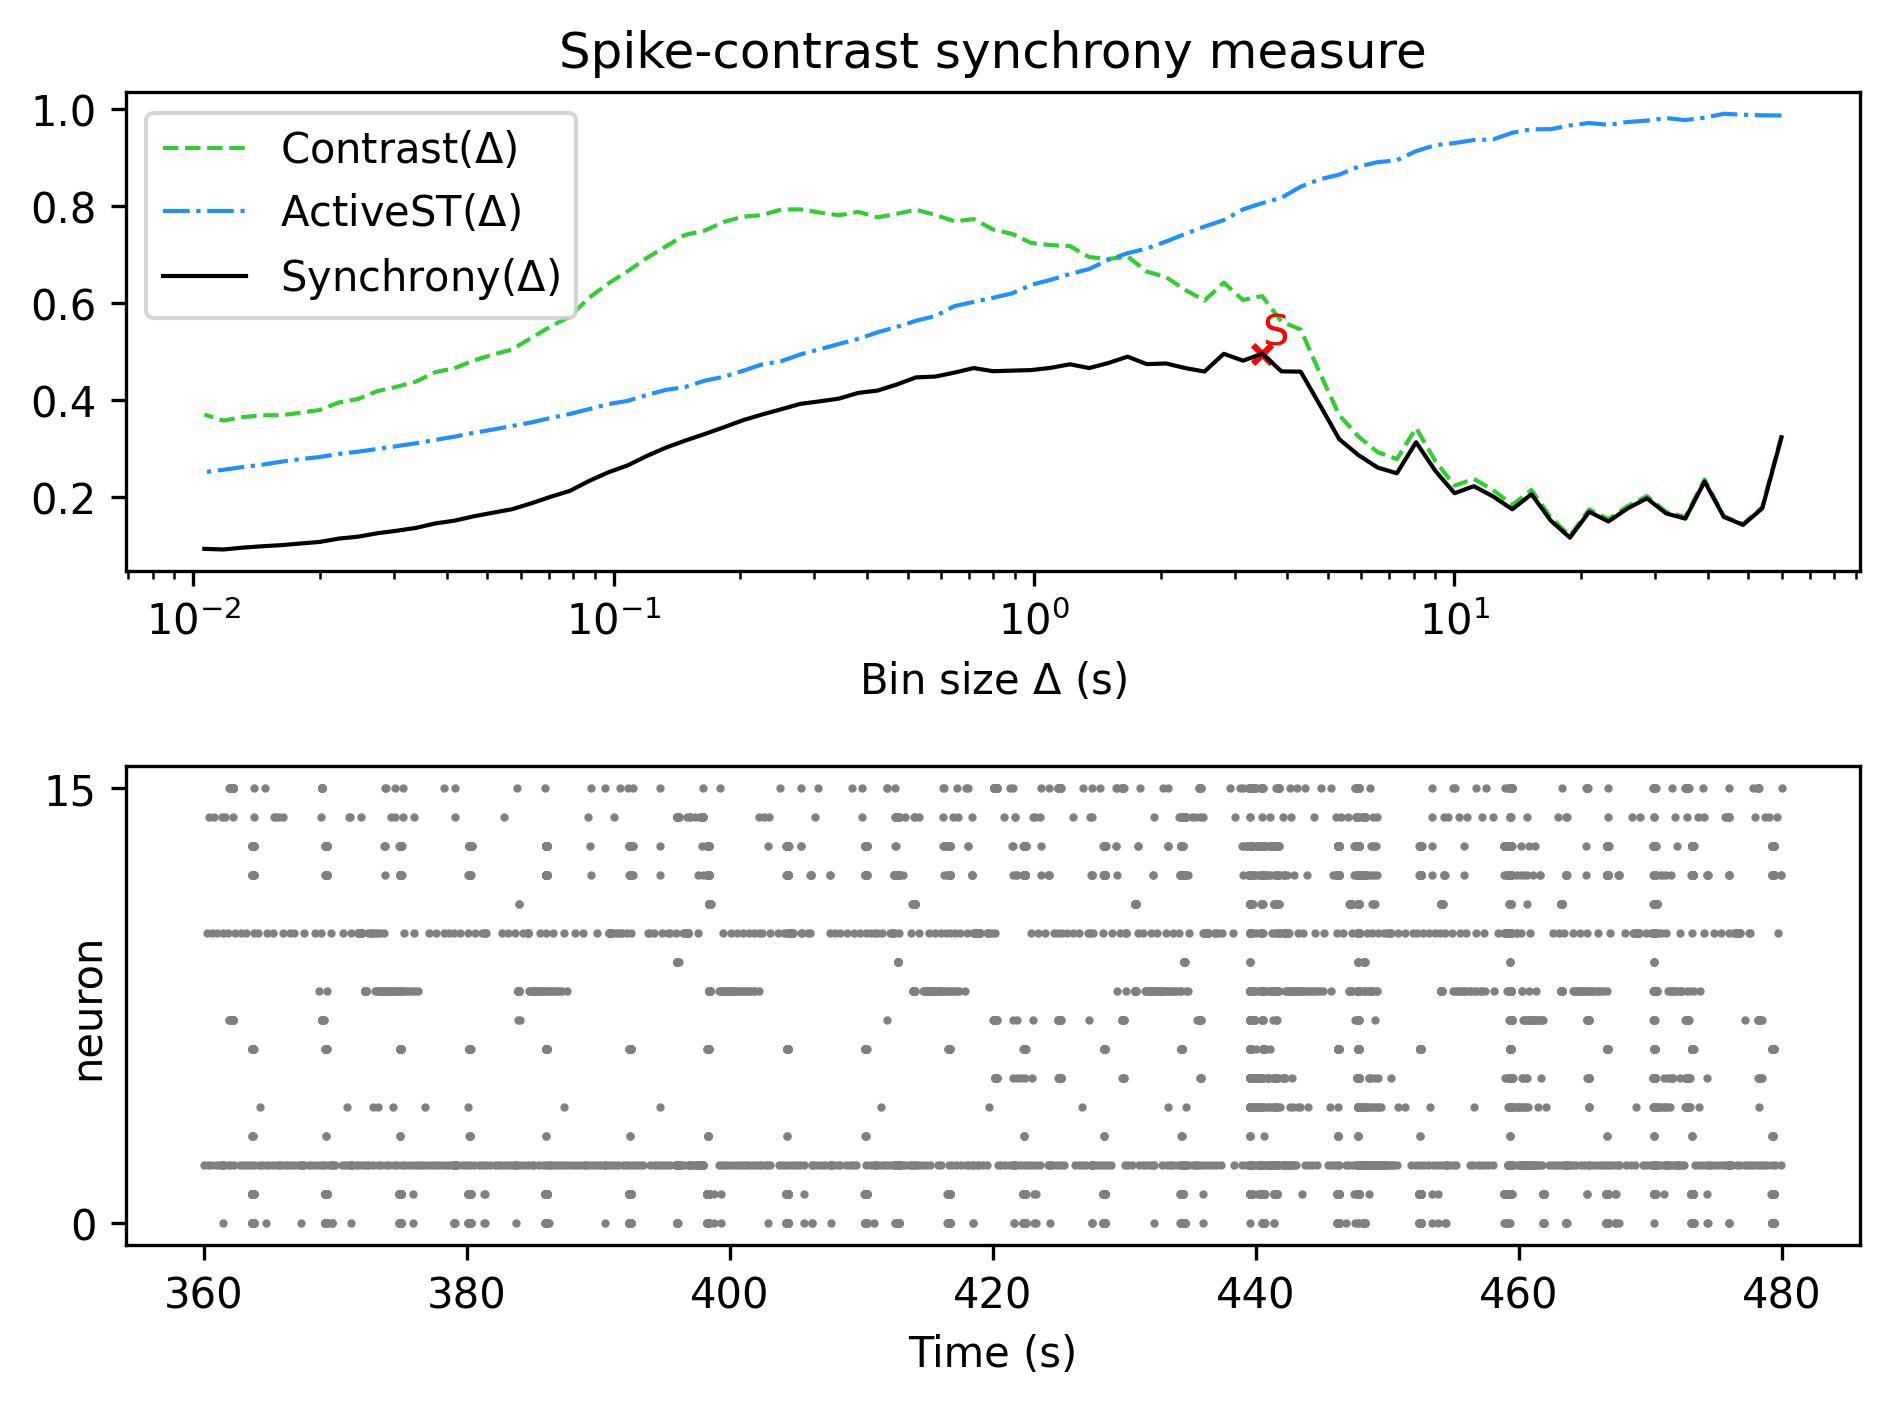 Spike-contrast synchrony measure
1.0
0.8
0.6
0.4
0.2
Contrast(Δ)
ActiveST(Δ)
Synchrony(Δ)
S
10⁻² 10⁻¹ 10⁰ 10¹
Bin size Δ (s)
15
0
neuron
360 380 400 420 440 460 480
Time (s)